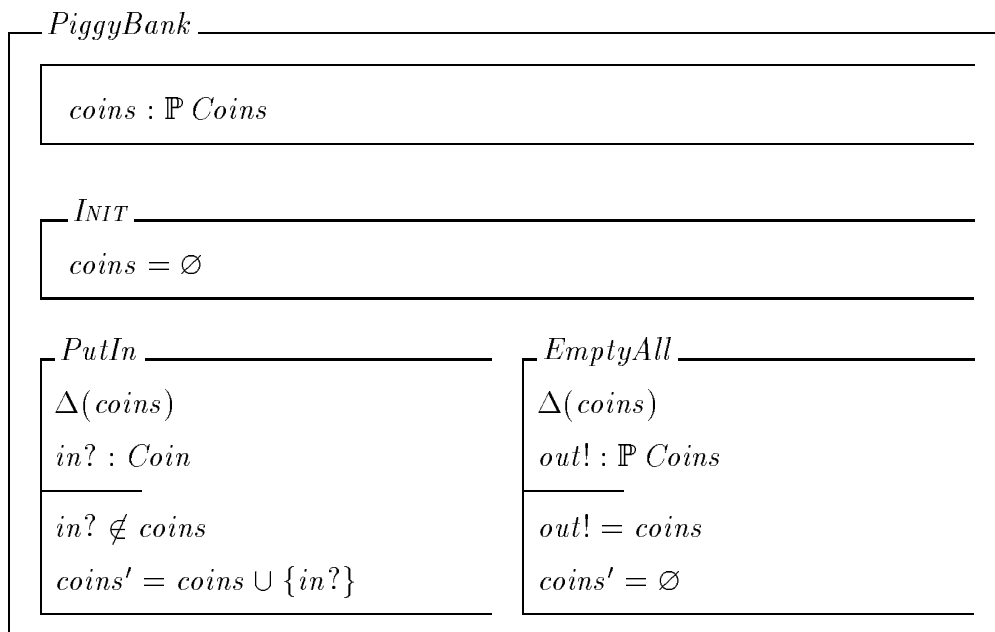 PiggyBank
coins : ℙ Coins
INIT
coins = ∅
PutIn
Δ(coins)
in? : Coin
in? ∉ coins
coins′ = coins ∪ {in?}
EmptyAll
Δ(coins)
out! : ℙ Coins
out! = coins
coins′ = ∅